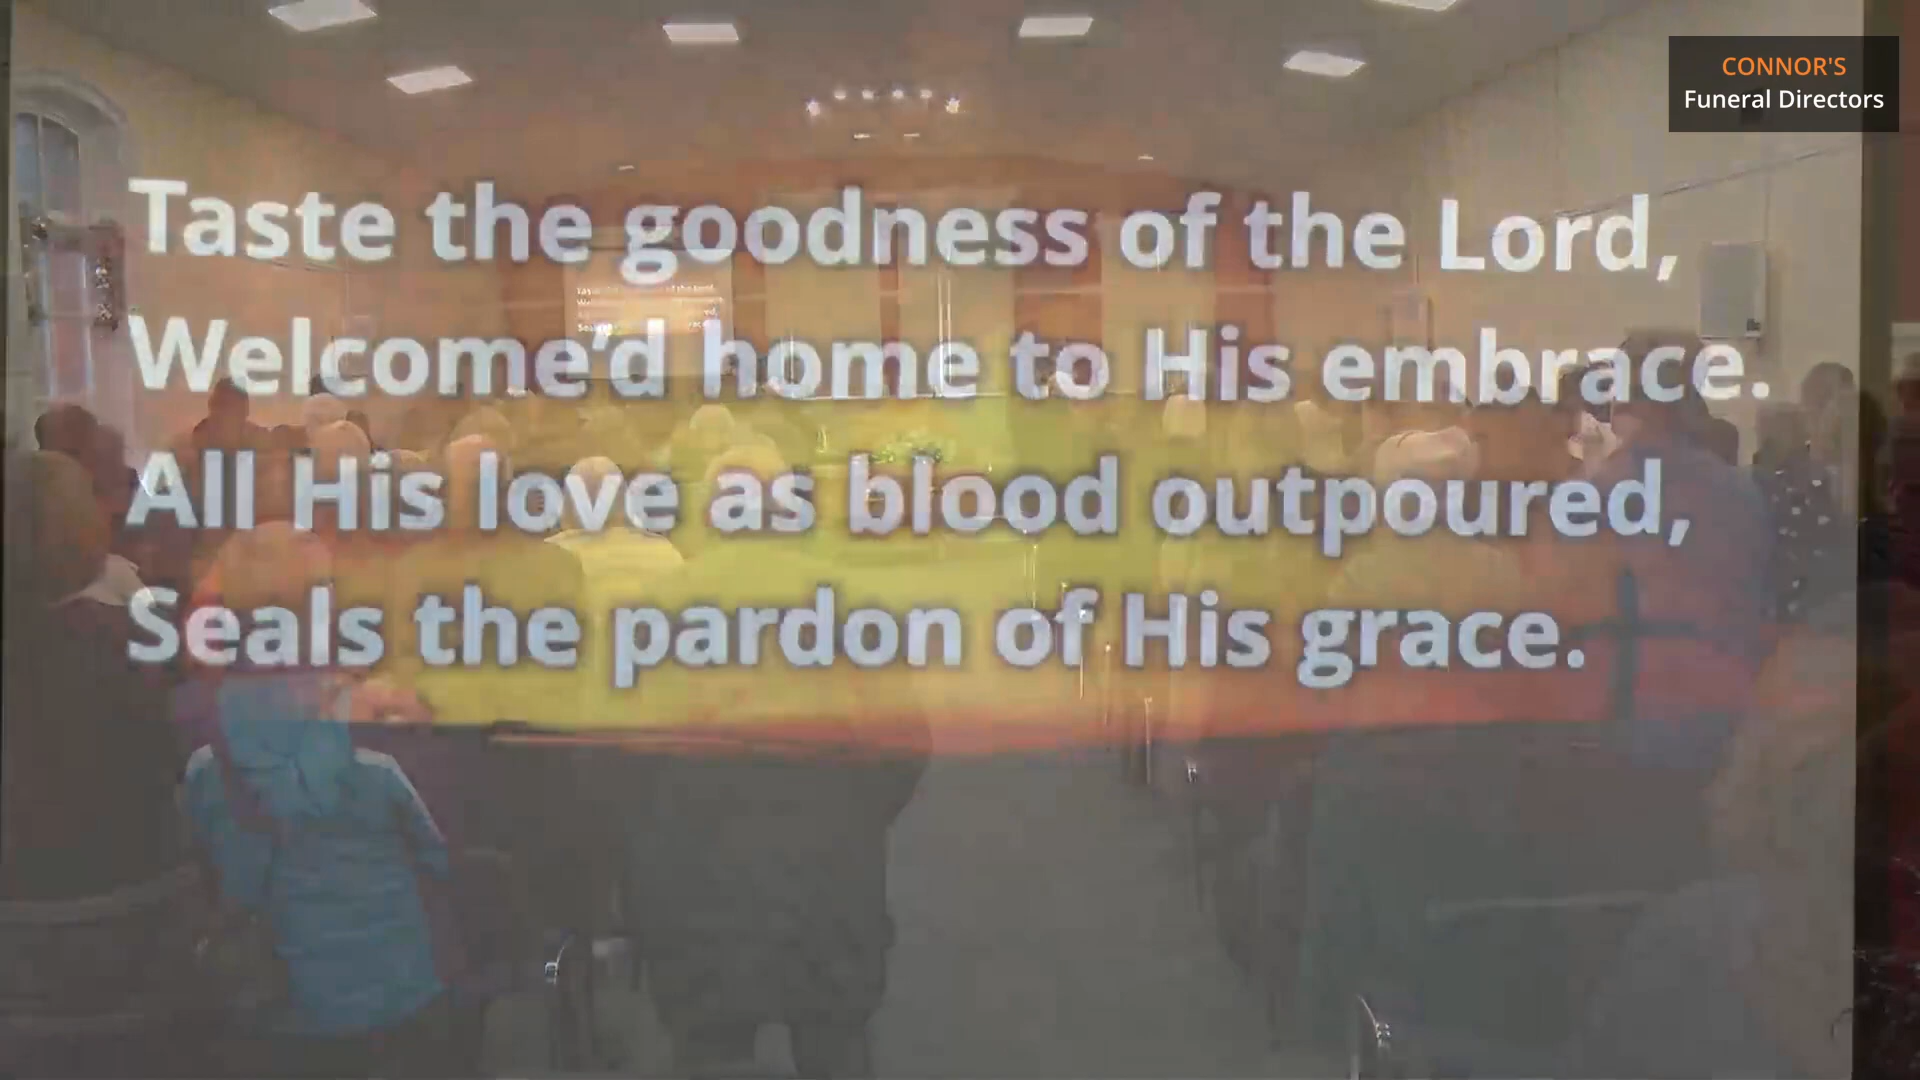 CONNOR'S
Funeral Directors
Taste the goodness of the Lord,
Welcome'd home to His embrace.
All His love as blood outpoured,
Seals the pardon of His grace.